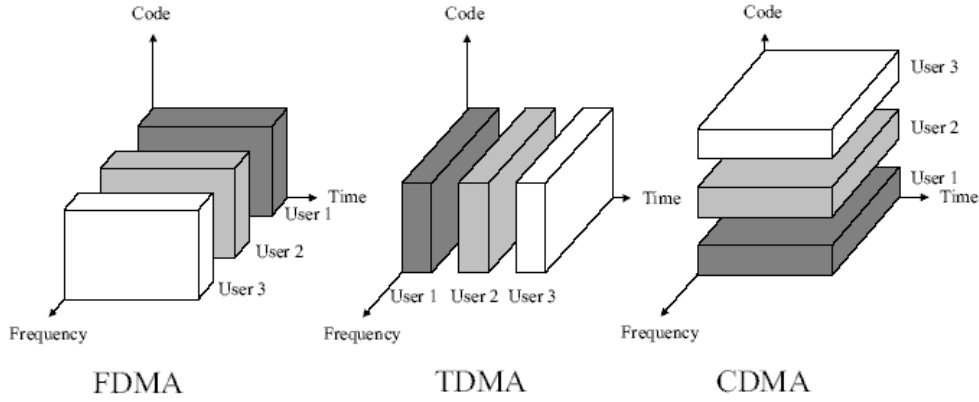 Code
Time
User 1
User 2
User 3
Frequency
FDMA
Code
Time
User 1
User 2
User 3
Frequency
TDMA
Code
User 3
User 2
User 1
Time
Frequency
CDMA